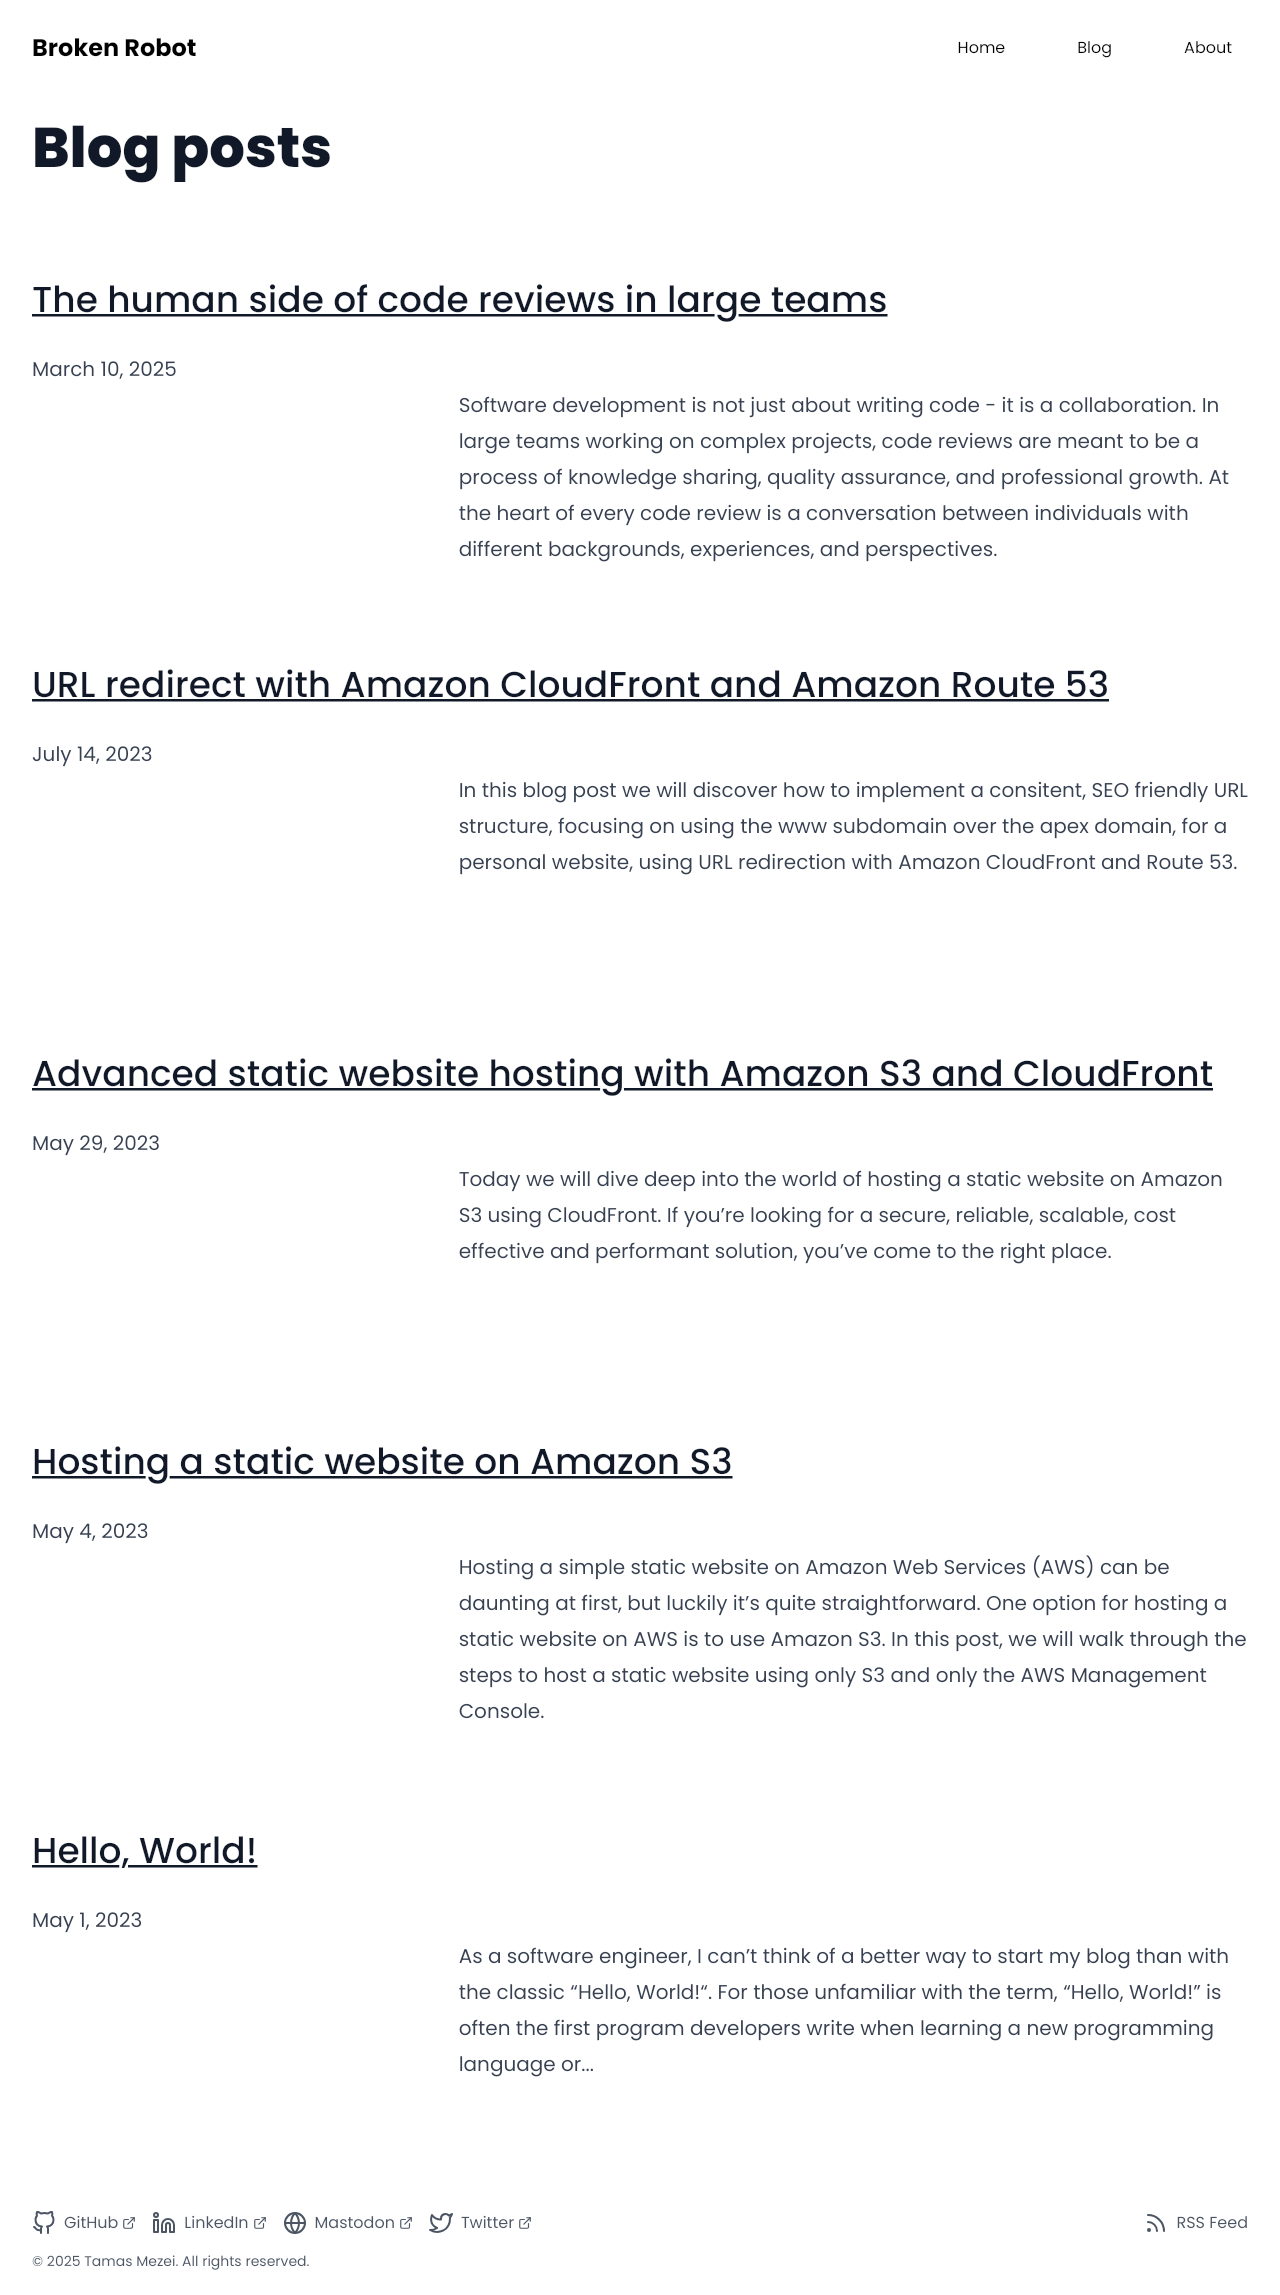 Broken Robot
Home
Blog
About
Blog posts
The human side of code reviews in large teams
March 10, 2025
Software development is not just about writing code - it is a collaboration. In
large teams working on complex projects, code reviews are meant to be a
process of knowledge sharing, quality assurance, and professional growth. At
the heart of every code review is a conversation between individuals with
different backgrounds, experiences, and perspectives.
URL redirect with Amazon CloudFront and Amazon Route 53
July 14, 2023
In this blog post we will discover how to implement a consitent, SEO friendly URL
structure, focusing on using the www subdomain over the apex domain, for a
personal website, using URL redirection with Amazon CloudFront and Route 53.
Advanced static website hosting with Amazon S3 and CloudFront
May 29, 2023
Today we will dive deep into the world of hosting a static website on Amazon
S3 using CloudFront. If you’re looking for a secure, reliable, scalable, cost
effective and performant solution, you’ve come to the right place.
Hosting a static website on Amazon S3
May 4, 2023
Hosting a simple static website on Amazon Web Services (AWS) can be
daunting at first, but luckily it’s quite straightforward. One option for hosting a
static website on AWS is to use Amazon S3. In this post, we will walk through the
steps to host a static website using only S3 and only the AWS Management
Console.
Hello, World!
May 1, 2023
As a software engineer, I can’t think of a better way to start my blog than with
the classic “Hello, World!“. For those unfamiliar with the term, “Hello, World!” is
often the first program developers write when learning a new programming
language or...
GitHub
LinkedIn
Mastodon
Twitter
RSS Feed
© 2025 Tamas Mezei. All rights reserved.